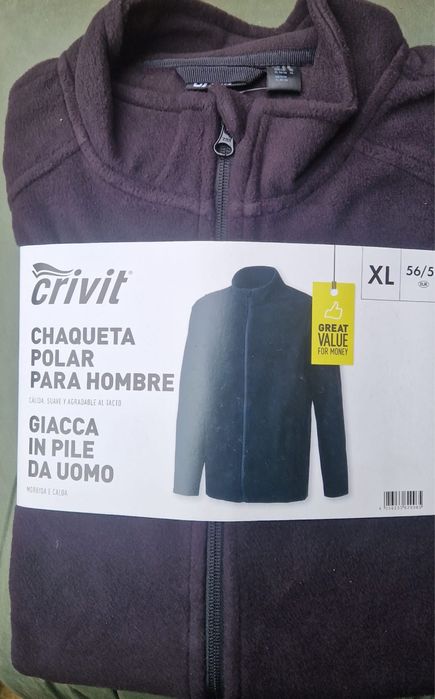 crivit
CHAQUETA
POLAR
PARA HOMBRE
CÁLIDA, SUAVE Y AGRADABLE AL TACTO
GIACCA
IN PILE
DA UOMO
MORBIDA E CALDA
GREAT
VALUE
FOR MONEY
XL
56/5
EUR